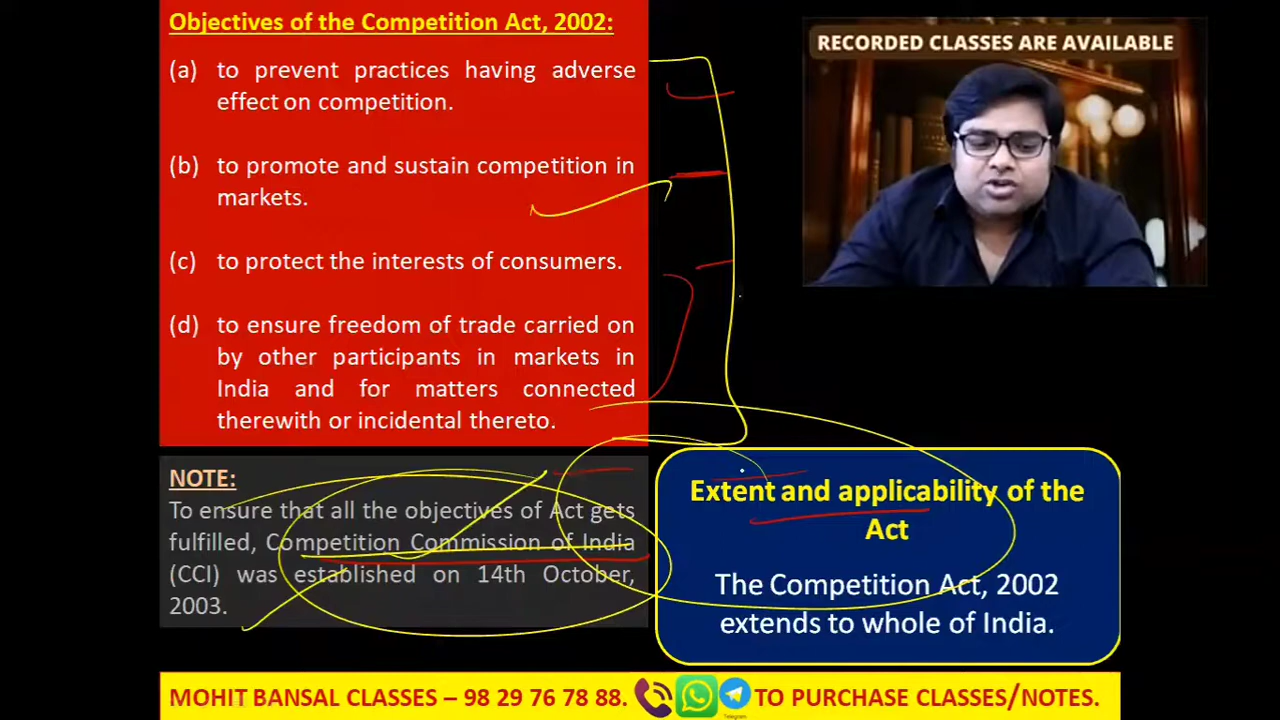 Objectives of the Competition Act, 2002:
(a) to prevent practices having adverse
effect on competition.
(b) to promote and sustain competition in
markets.
(c) to protect the interests of consumers.
(d) to ensure freedom of trade carried on
by other participants in markets in
India and for matters connected
therewith or incidental thereto.
NOTE:
To ensure that all the objectives of Act gets
fulfilled, Competition Commission of India
(CCI) was established on 14th October,
2003.
RECORDED CLASSES ARE AVAILABLE
Extent and applicability of the
Act
The Competition Act, 2002
extends to whole of India.
MOHIT BANSAL CLASSES – 98 29 76 78 88. TO PURCHASE CLASSES/NOTES.
Telegram